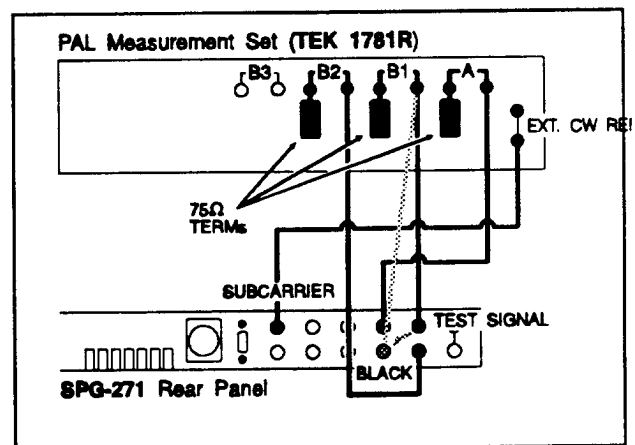 PAL Measurement Set (TEK 1781R)
B3 B2 B1 A
EXT. CW REF
75Ω
TERMs
SUBCARRIER
TEST SIGNAL
BLACK
SPG-271 Rear Panel